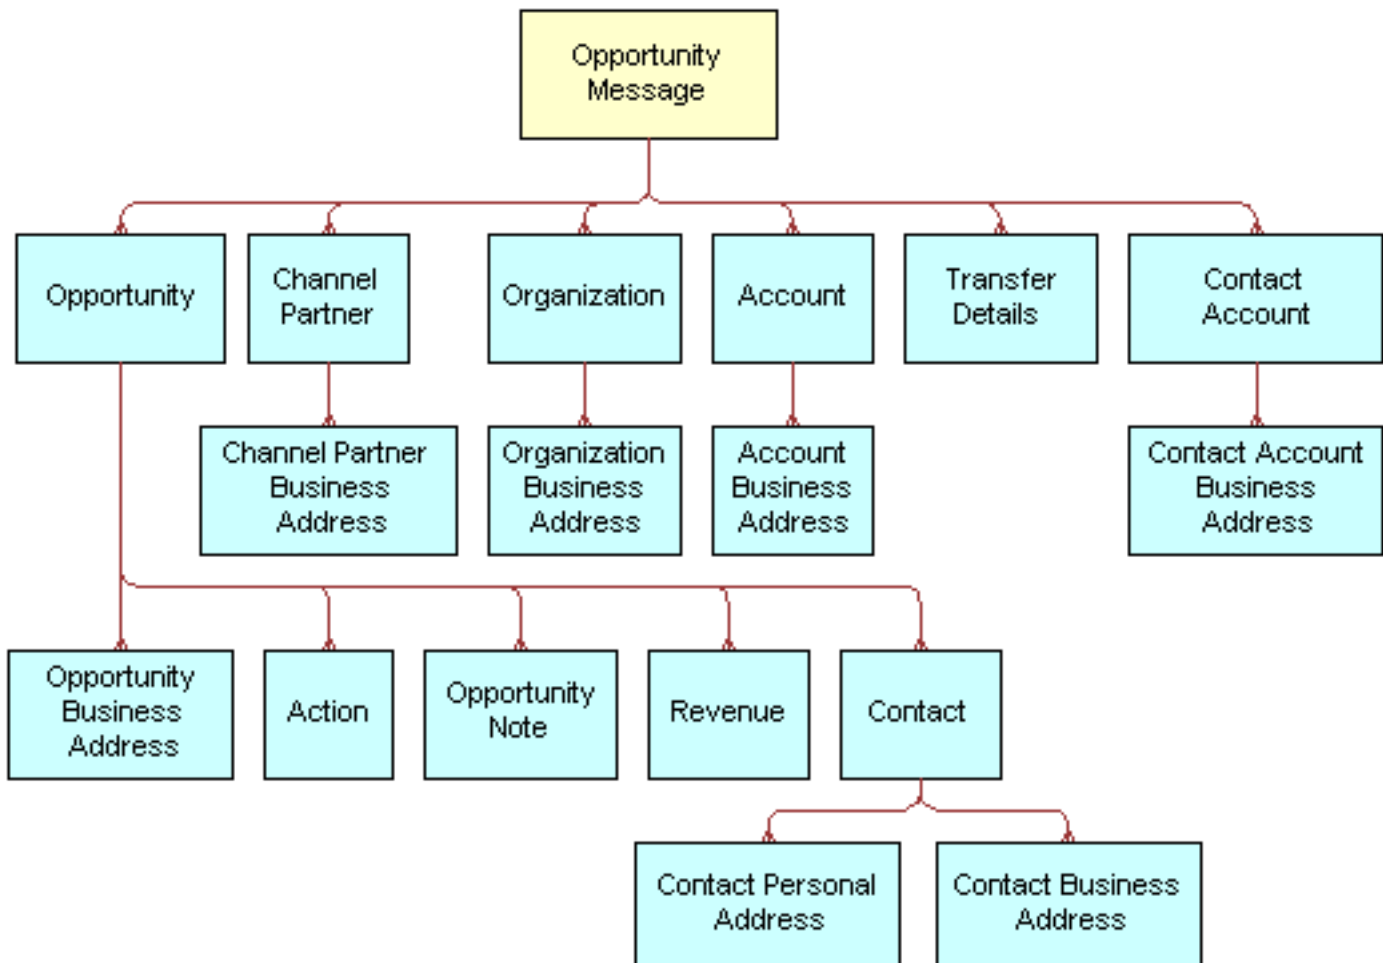 Opportunity
Message
Opportunity
Channel
Partner
Organization
Account
Transfer
Details
Contact
Account
Channel Partner
Business
Address
Organization
Business
Address
Account
Business
Address
Contact Account
Business
Address
Opportunity
Business
Address
Action
Opportunity
Note
Revenue
Contact
Contact Personal
Address
Contact Business
Address